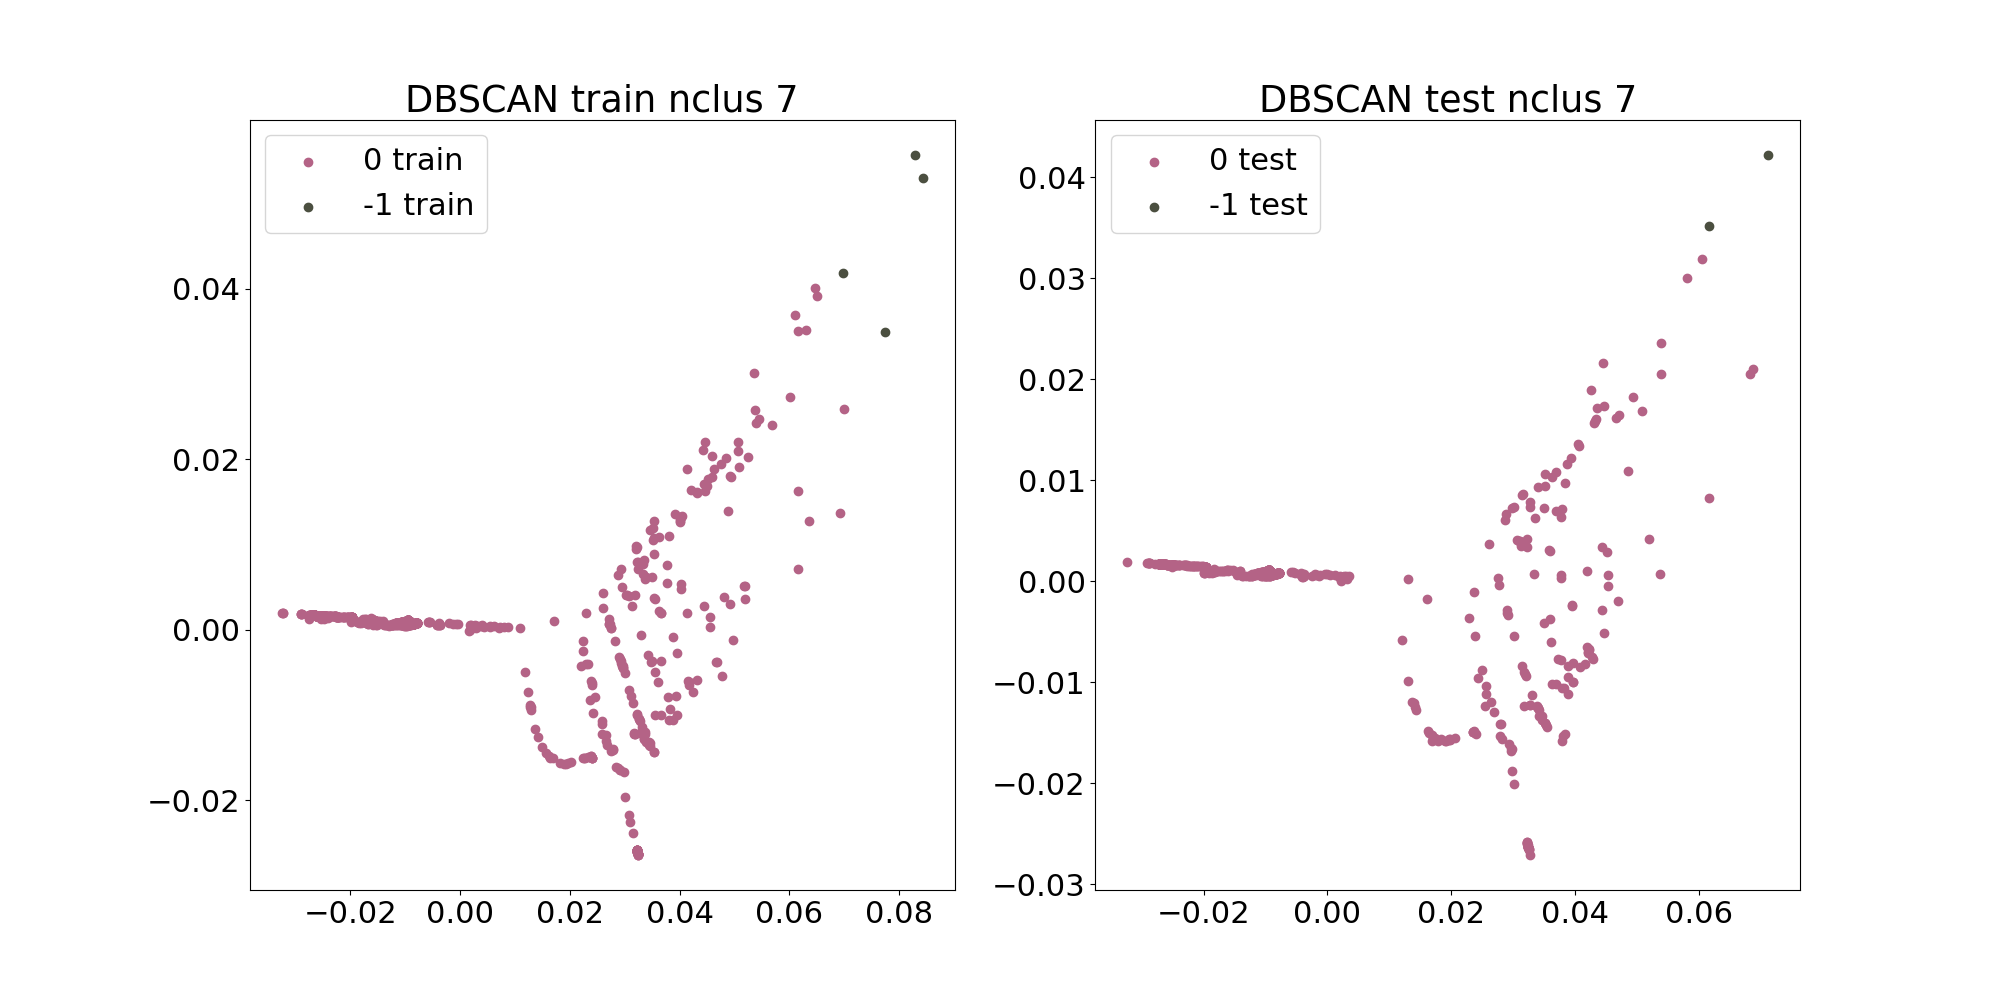 DBSCAN train nclus 7
0 train
-1 train
0.04
0.02
0.00
−0.02
−0.02 0.00 0.02 0.04 0.06 0.08
DBSCAN test nclus 7
0 test
-1 test
0.04
0.03
0.02
0.01
0.00
−0.01
−0.02
−0.03
−0.02 0.00 0.02 0.04 0.06